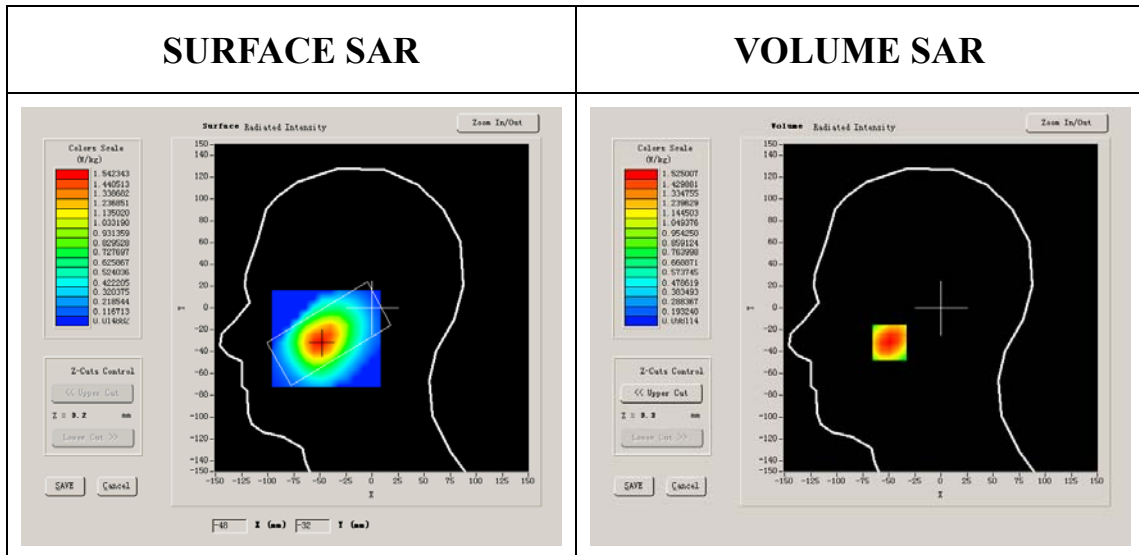 SURFACE SAR
Surface Radiated Intensity
Zoom In/Out
Colors Scale
(W/kg)
1.542343
1.440513
1.338682
1.236851
1.135020
1.033190
0.931359
0.829528
0.727697
0.625867
0.524036
0.422205
0.320375
0.218544
0.116713
0.014882
150
140
120
100
80
60
40
20
0
-20
-40
-60
-80
-100
-120
-140
-150
Y
-150 -125 -100 -75 -50 -25 0 25 50 75 100 125 150
X
Z-Cuts Control
<< Upper Cut
Z = mm
Lower Cut >>
SAVE Cancel
-48 X (mm) -32 Y (mm)
VOLUME SAR
Volume Radiated Intensity
Zoom In/Out
Colors Scale
(W/kg)
1.525007
1.429881
1.334755
1.239629
1.144503
1.049376
0.954250
0.859124
0.763998
0.668871
0.573745
0.478619
0.383493
0.288367
0.193240
0.098114
150
140
120
100
80
60
40
20
0
-20
-40
-60
-80
-100
-120
-140
-150
Y
-150 -125 -100 -75 -50 -25 0 25 50 75 100 125 150
X
Z-Cuts Control
<< Upper Cut
Z = mm
Lower Cut >>
SAVE Cancel